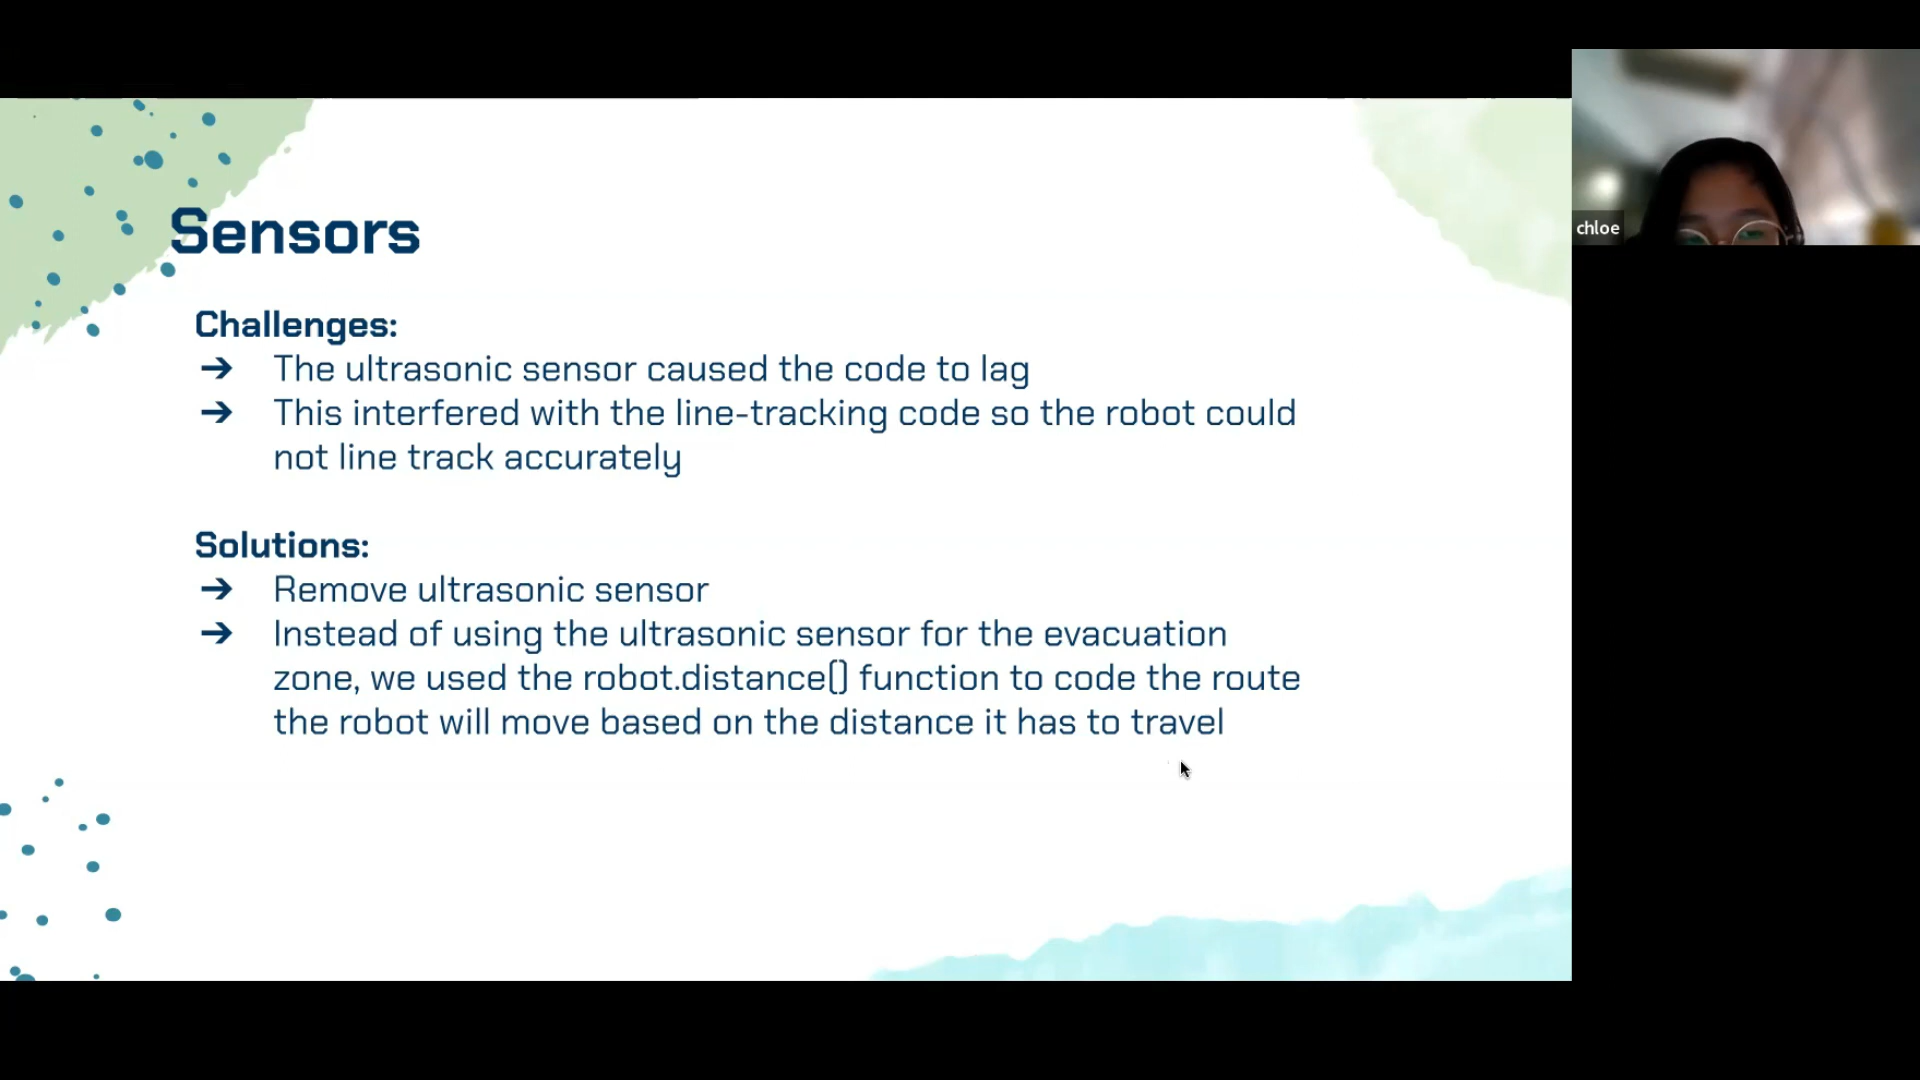 Sensors
Challenges:
➔ The ultrasonic sensor caused the code to lag
➔ This interfered with the line-tracking code so the robot could
not line track accurately
Solutions:
➔ Remove ultrasonic sensor
➔ Instead of using the ultrasonic sensor for the evacuation
zone, we used the robot.distance() function to code the route
the robot will move based on the distance it has to travel
chloe